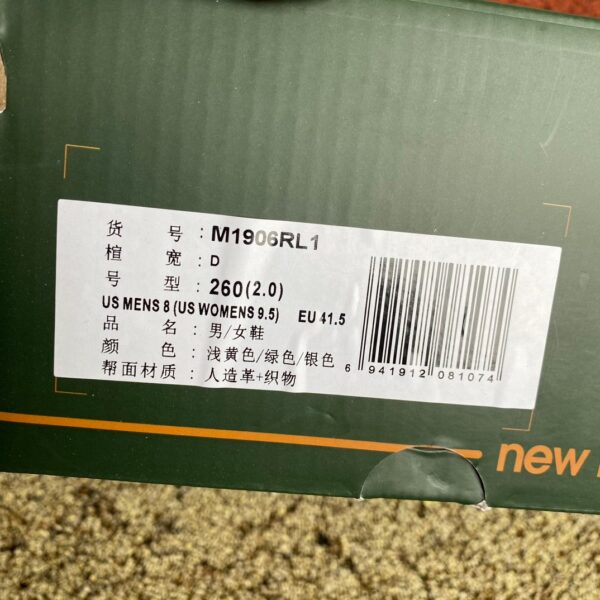 货 号 : M1906RL1
楦 宽 : D
号 型 : 260(2.0)
US MENS 8 (US WOMENS 9.5) EU 41.5
品 名 : 男/女鞋
颜 色 : 浅黄色/绿色/银色
帮面材质 : 人造革+织物
6 941912 081074
new